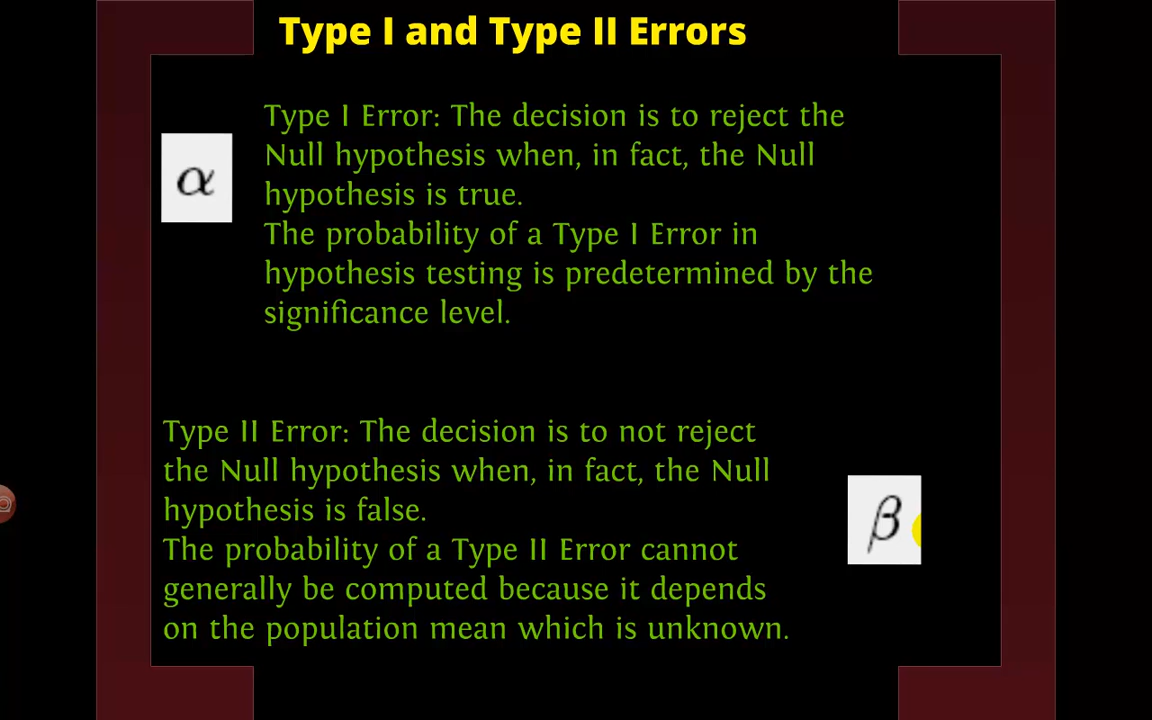 Type I and Type II Errors
Type I Error: The decision is to reject the
Null hypothesis when, in fact, the Null
hypothesis is true.
The probability of a Type I Error in
hypothesis testing is predetermined by the
significance level.
α
Type II Error: The decision is to not reject
the Null hypothesis when, in fact, the Null
hypothesis is false.
The probability of a Type II Error cannot
generally be computed because it depends
on the population mean which is unknown.
β